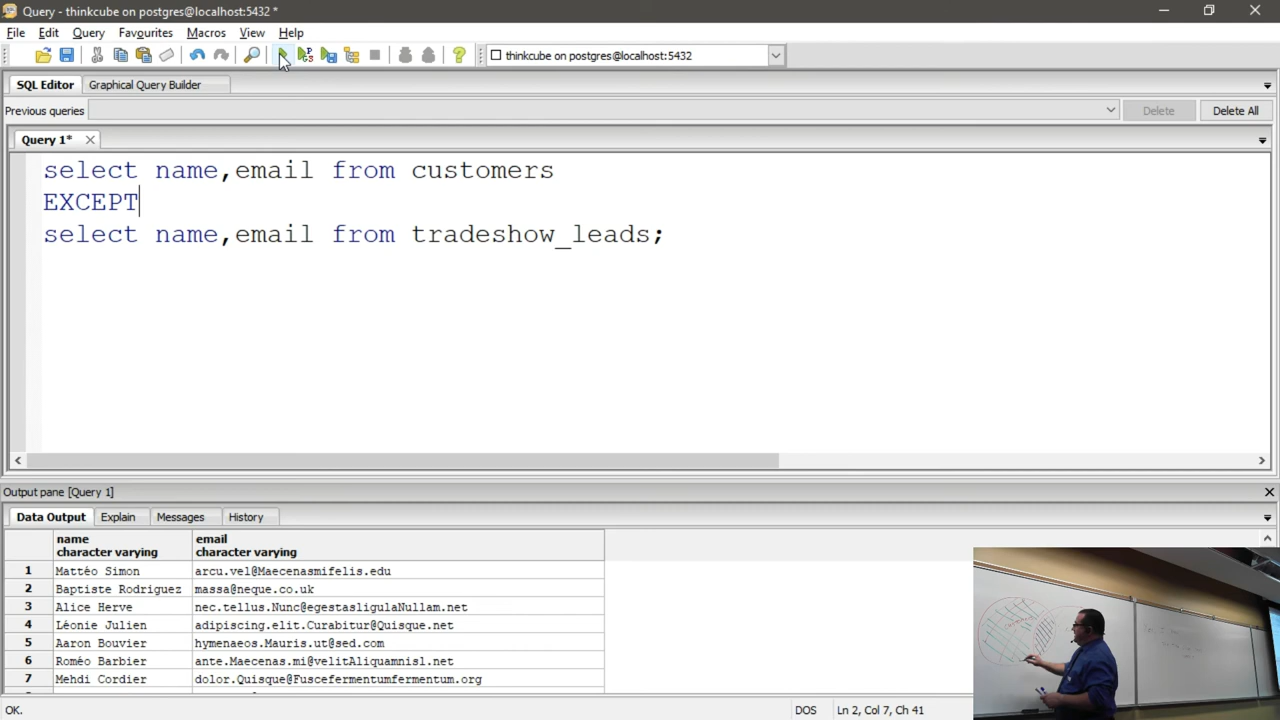 Query - thinkcube on postgres@localhost:5432 *
File Edit Query Favourites Macros View Help
thinkcube on postgres@localhost:5432
SQL Editor Graphical Query Builder
Previous queries Delete Delete All
Query 1*
select name,email from customers
EXCEPT
select name,email from tradeshow_leads;
Output pane [Query 1]
Data Output Explain Messages History
name email
character varying character varying
1 Mattéo Simon arcu.vel@Maecenasmifelis.edu
2 Baptiste Rodriguez massa@neque.co.uk
3 Alice Herve nec.tellus.Nunc@egestasligulaNullam.net
4 Léonie Julien adipiscing.elit.Curabitur@Quisque.net
5 Aaron Bouvier hymenaeos.Mauris.ut@sed.com
6 Roméo Barbier ante.Maecenas.mi@velitAliquamnisl.net
7 Mehdi Cordier dolor.Quisque@Fuscefermentumfermentum.org
OK. DOS Ln 2, Col 7, Ch 41